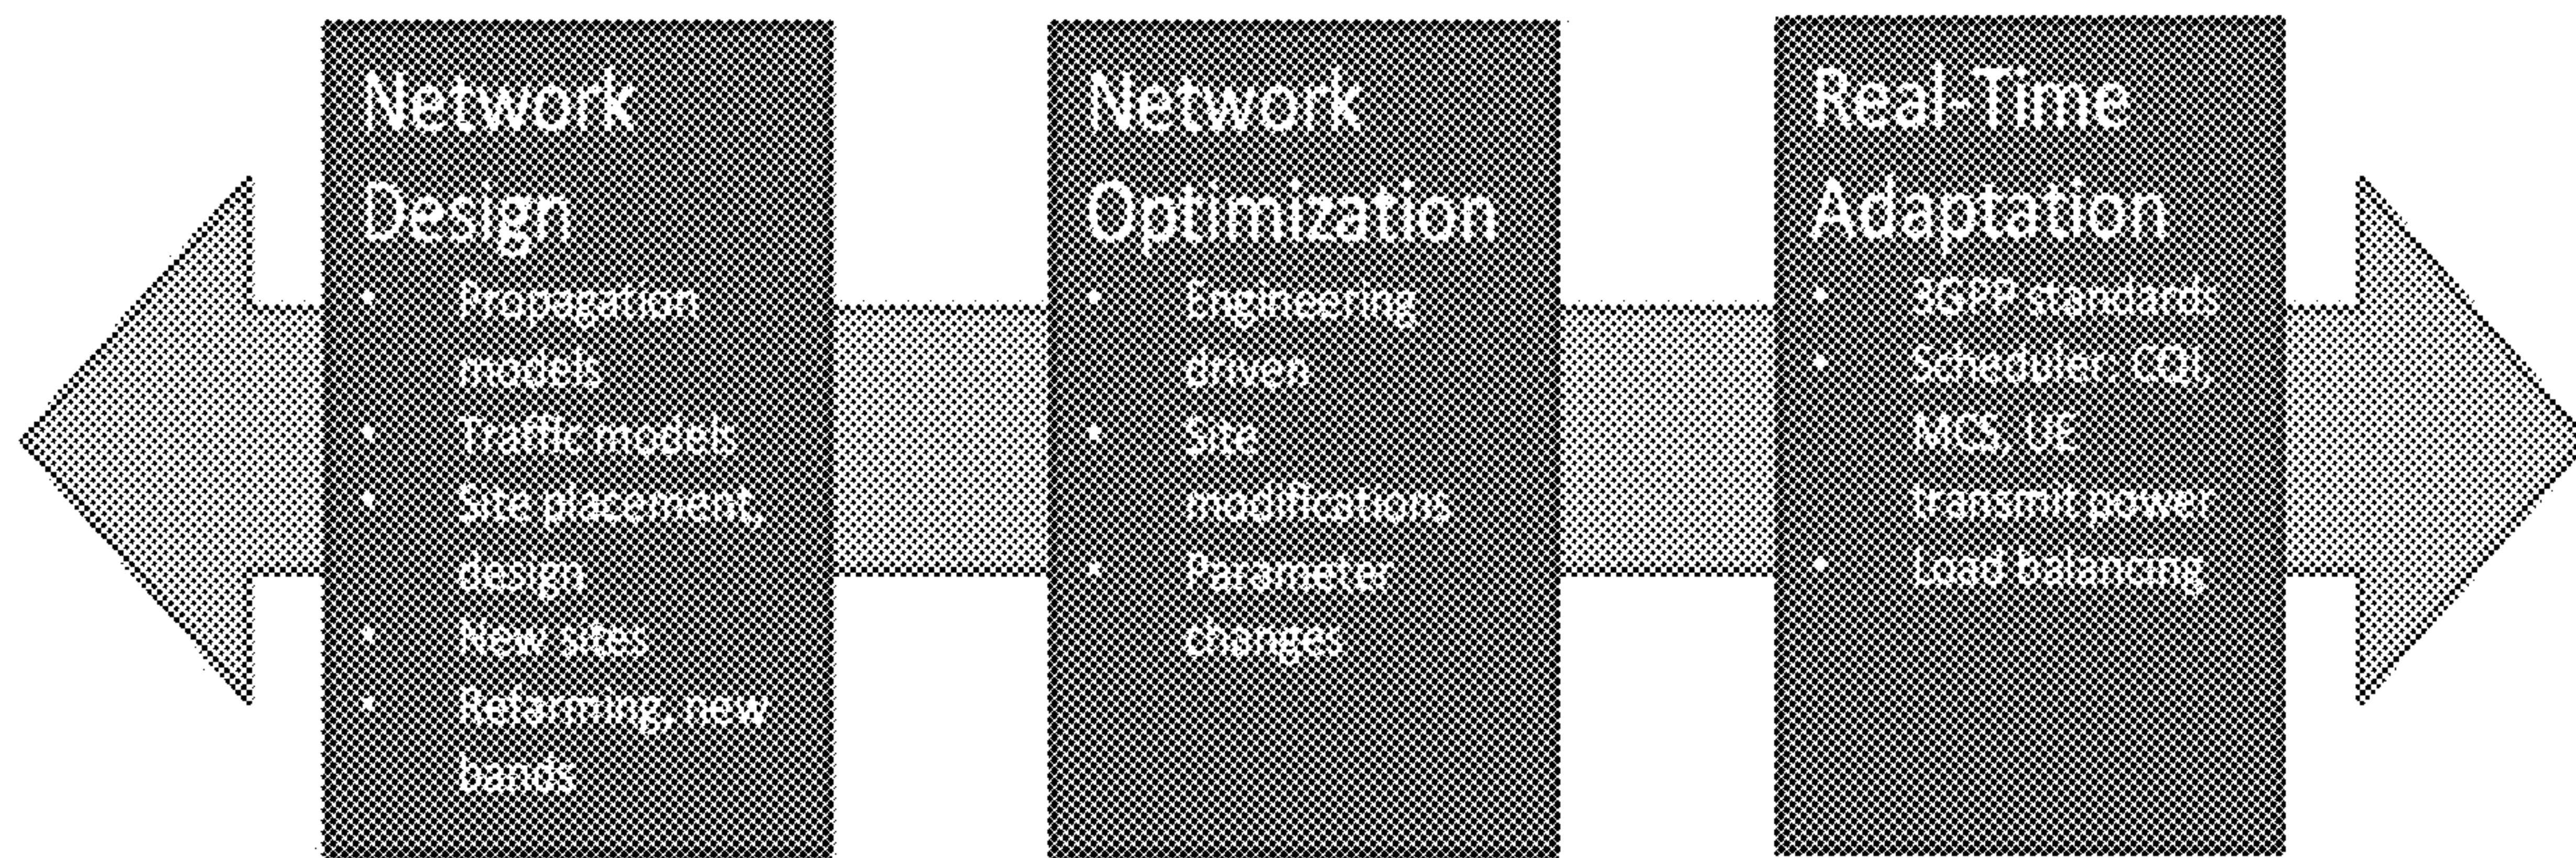 Network
Design
• Propagation
models
• Traffic models
• Site placement,
design
• New sites
• Refarming, new
bands
Network
Optimization
• Engineering
driven
• Site
modifications
• Parameter
changes
Real-Time
Adaptation
• 3GPP standards
• Scheduler: CQI,
MCS, UE
transmit power
• Load balancing